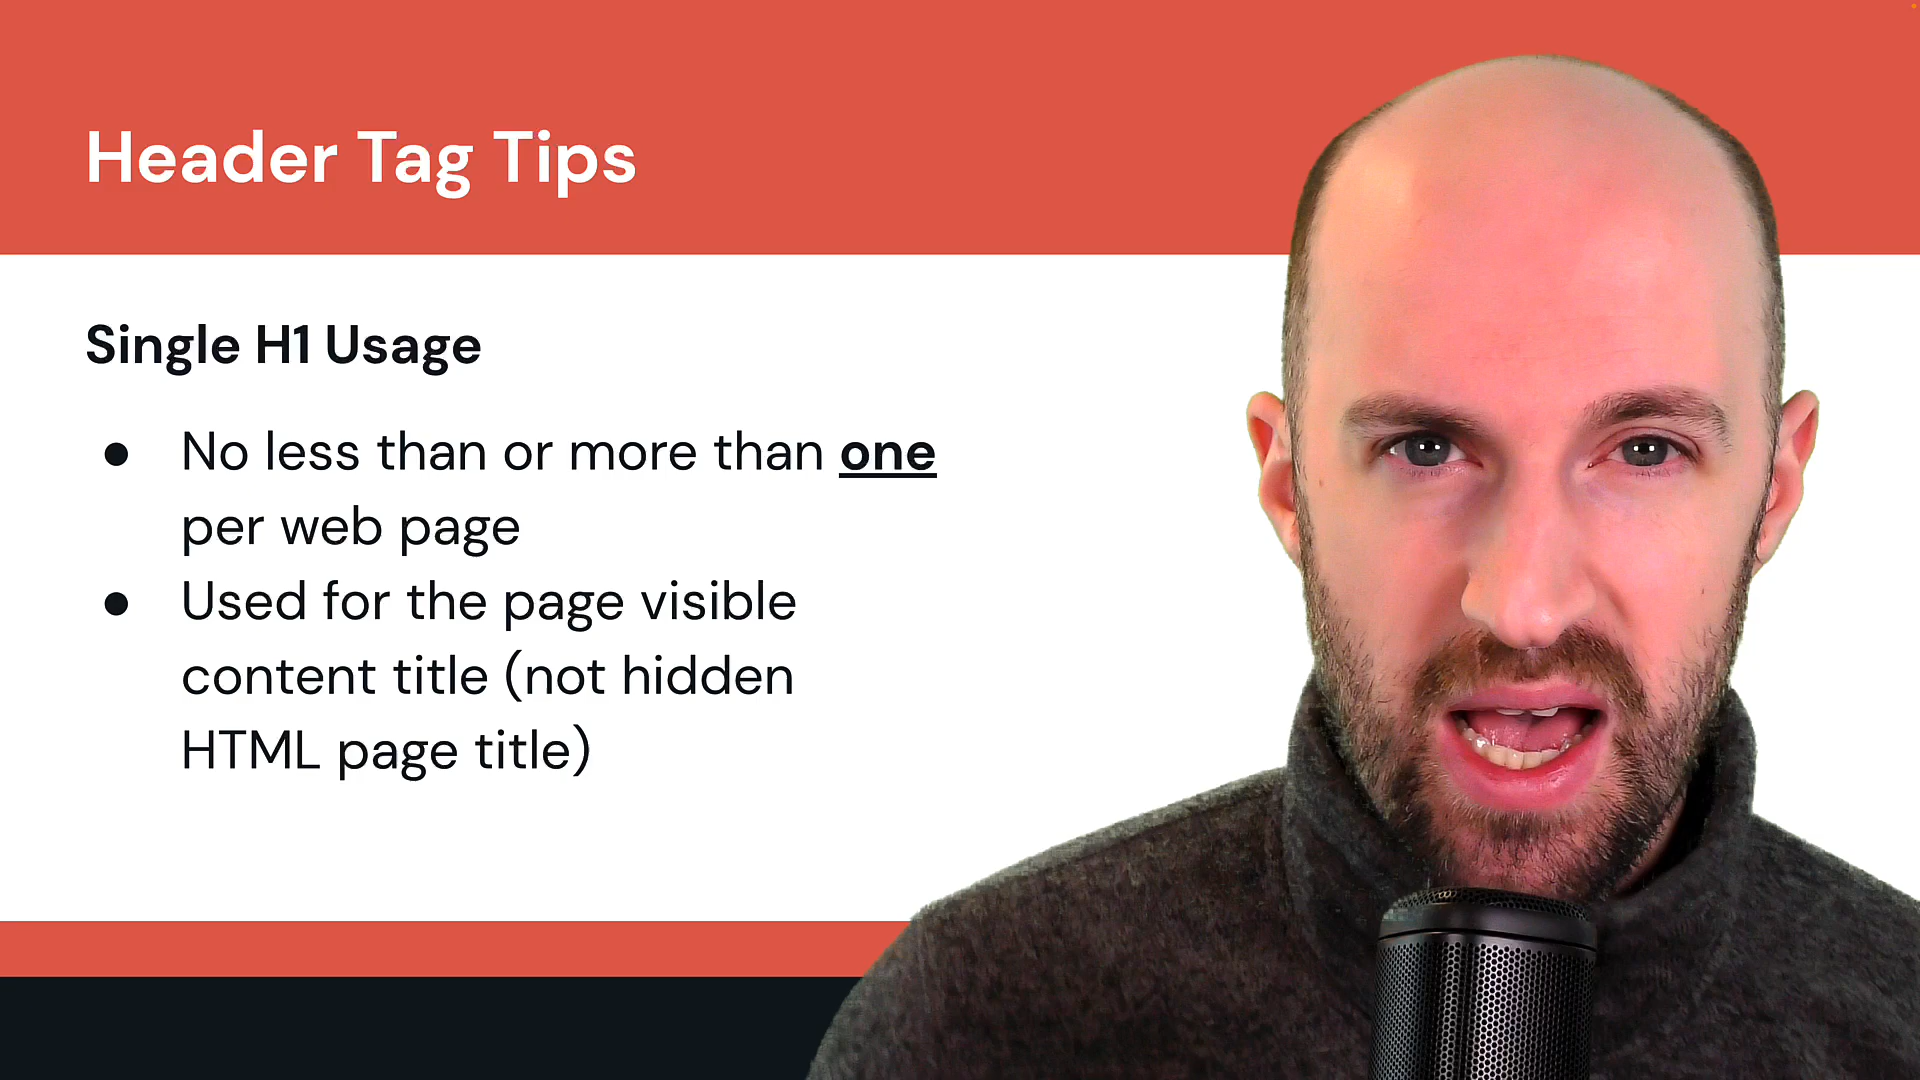 Header Tag Tips
Single H1 Usage
● No less than or more than one
per web page
● Used for the page visible
content title (not hidden
HTML page title)